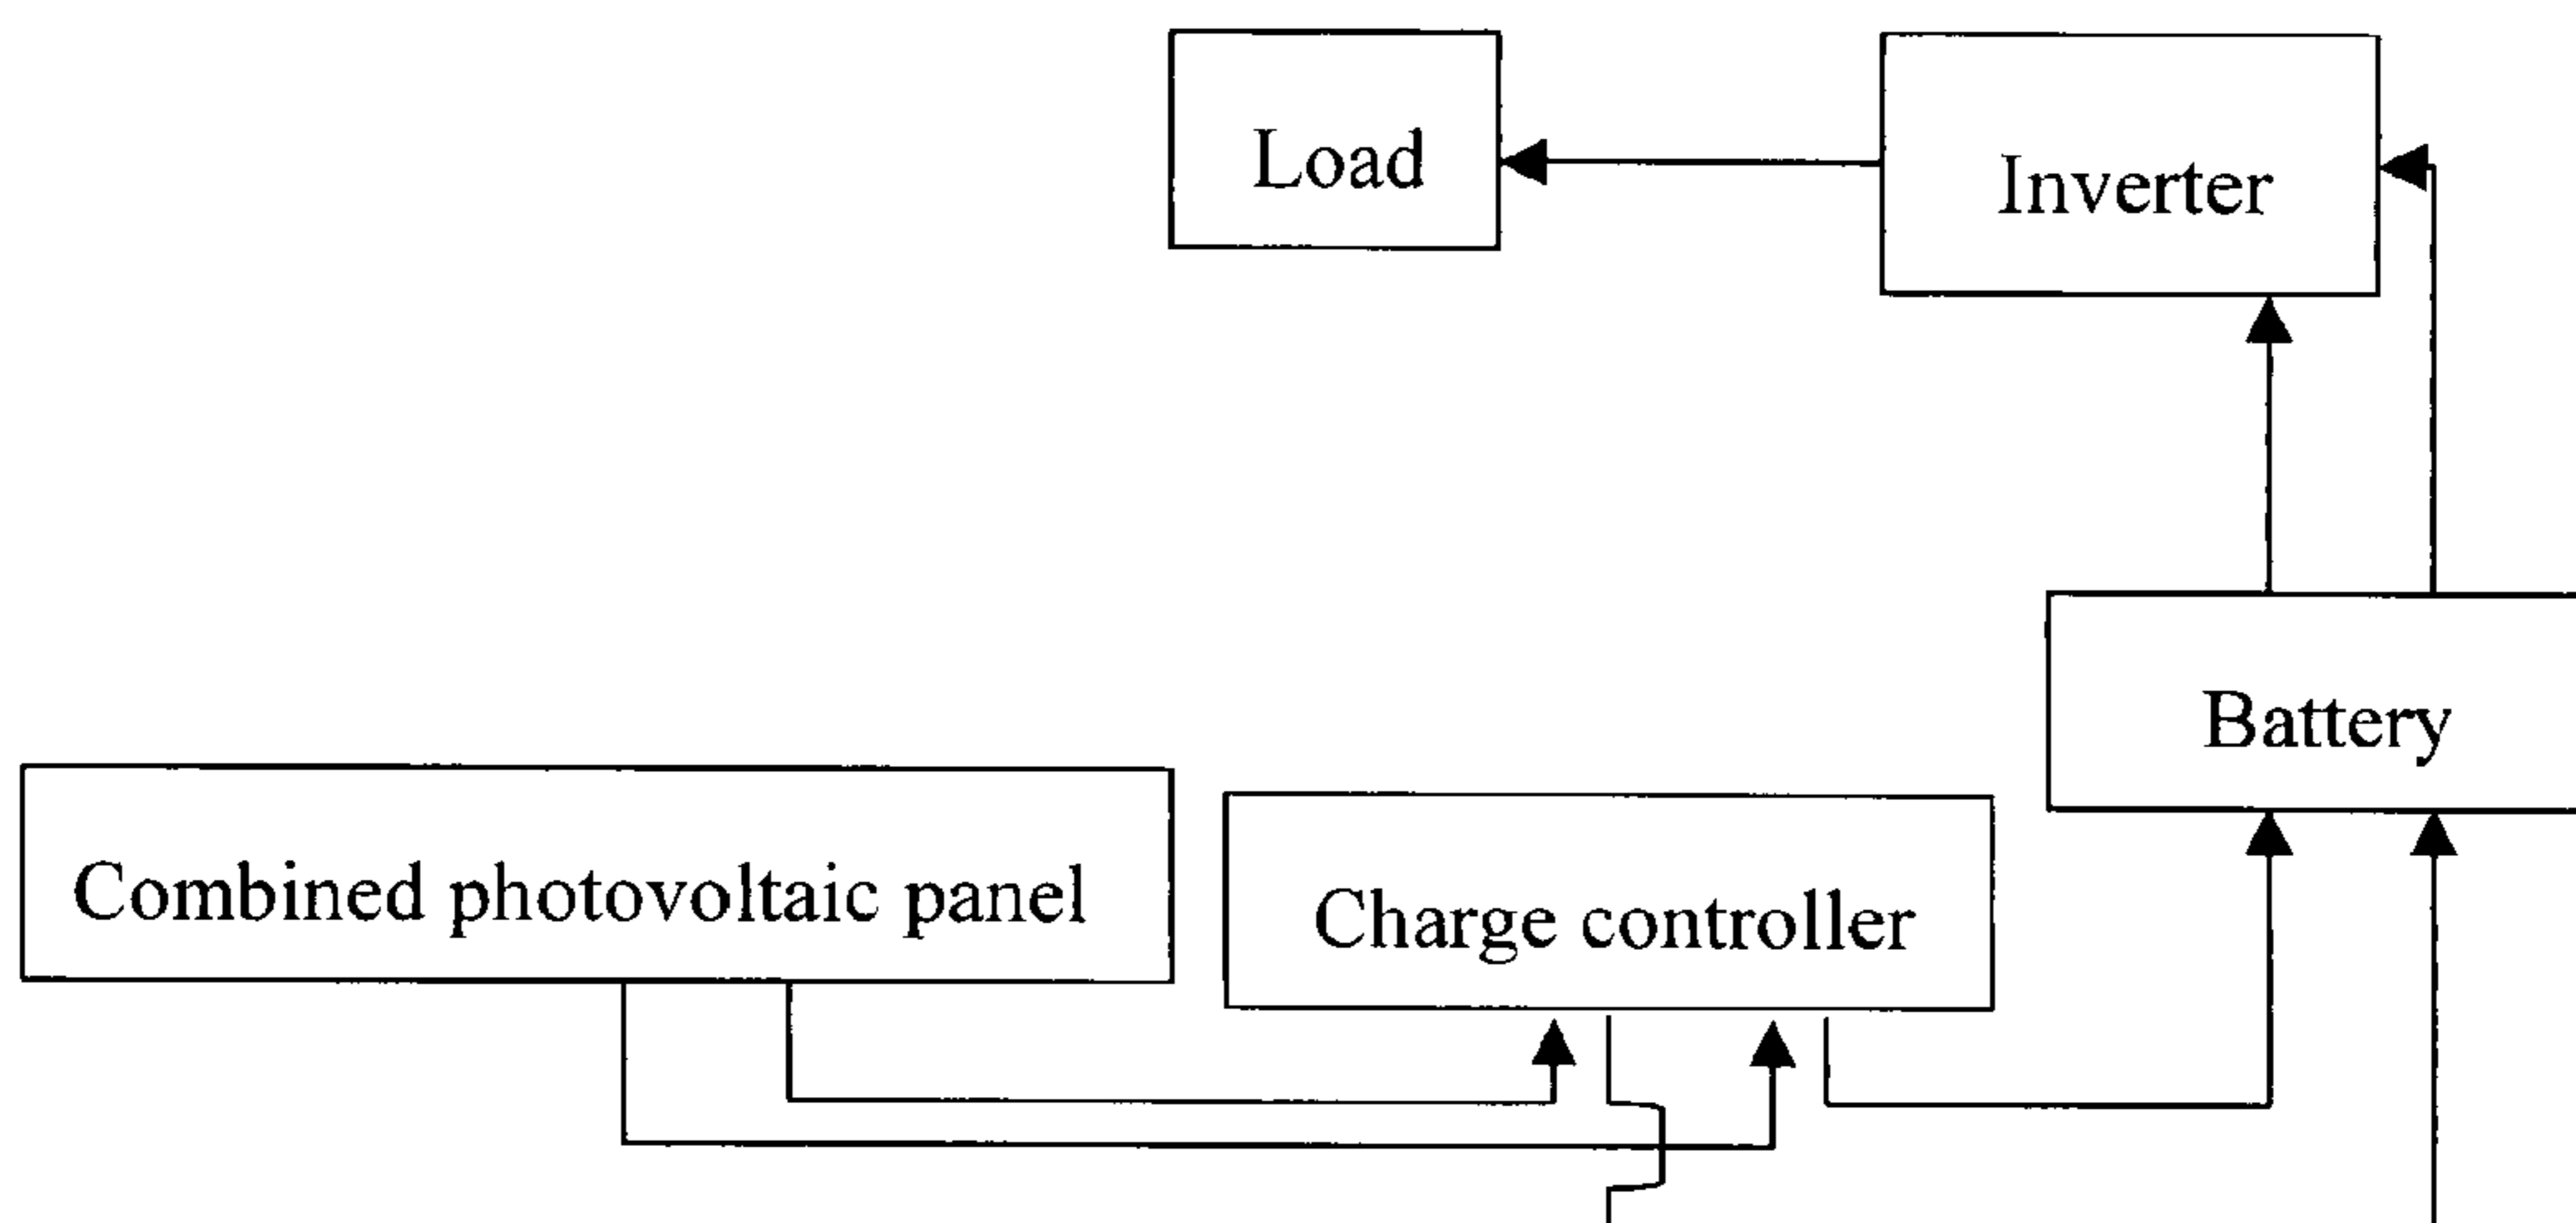 Load
Inverter
Battery
Combined photovoltaic panel
Charge controller